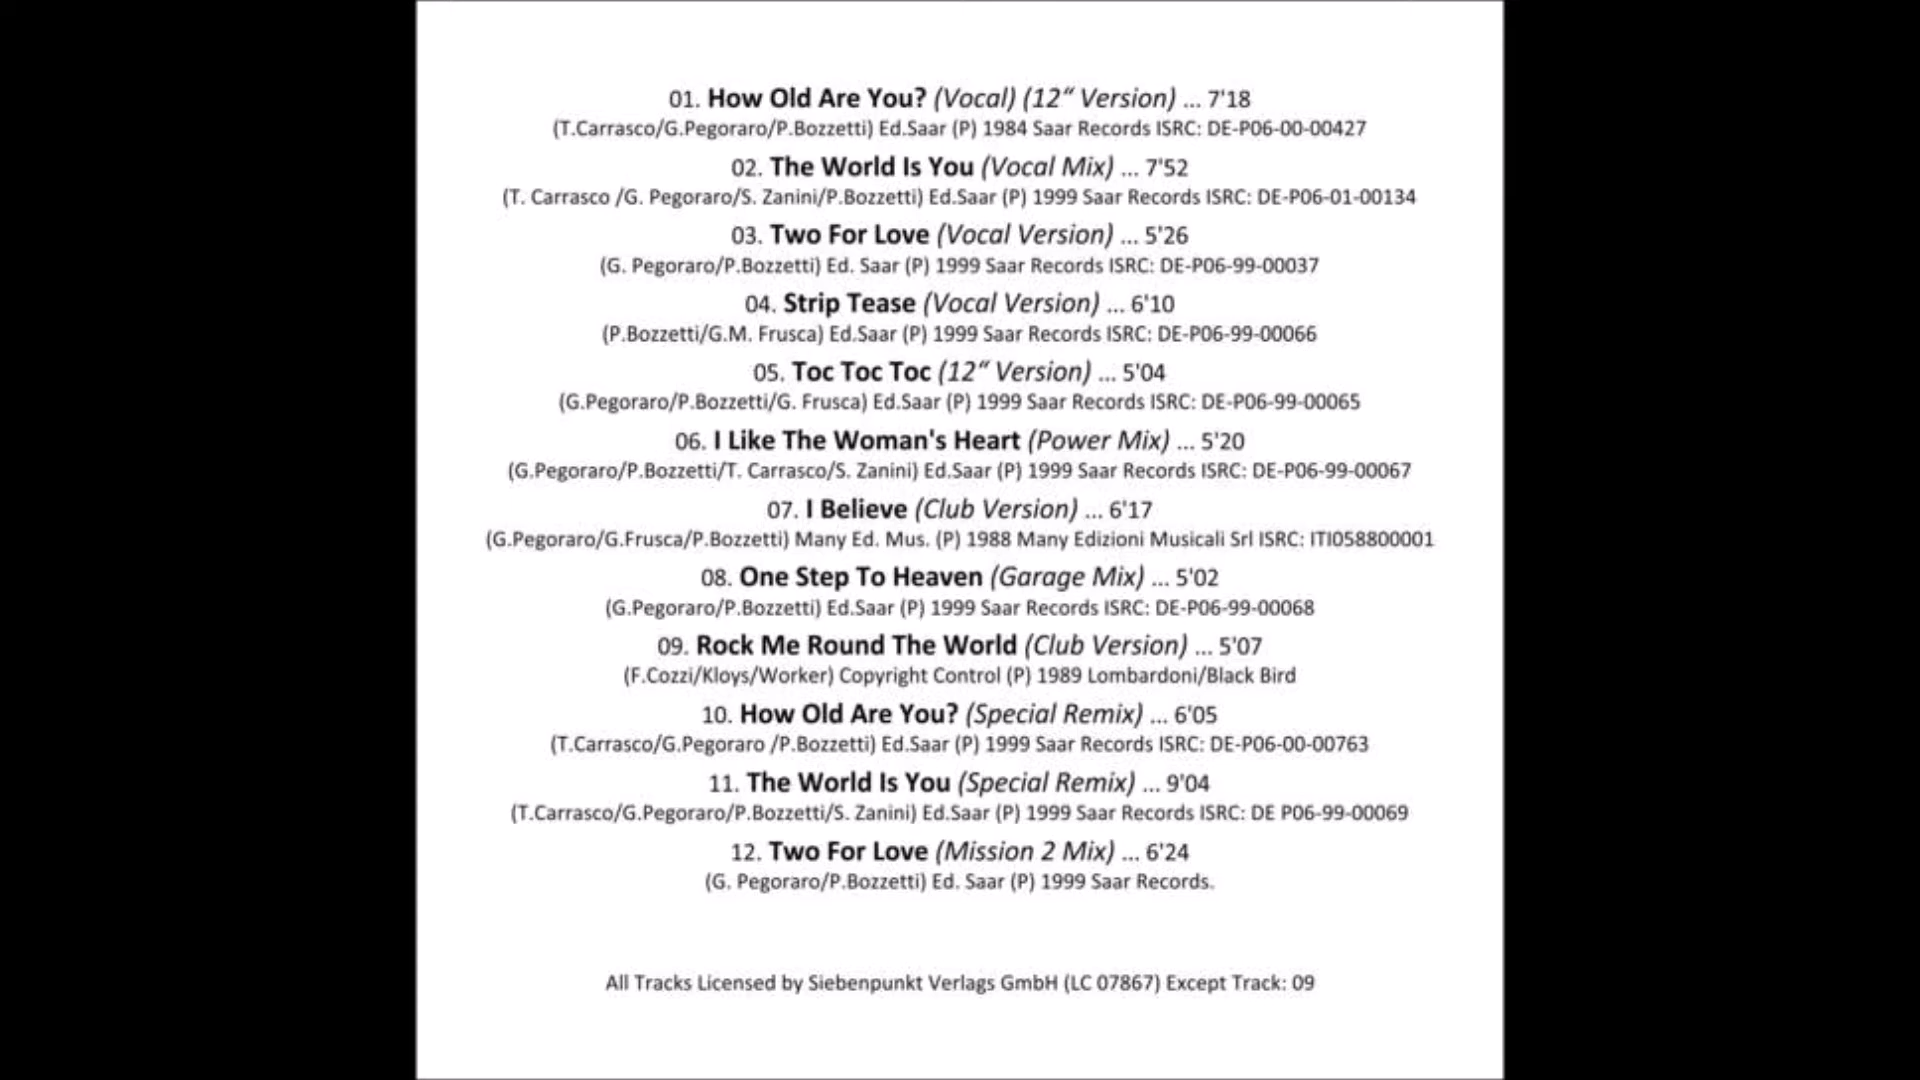 01. How Old Are You? (Vocal) (12“ Version) ... 7'18
(T.Carrasco/G.Pegoraro/P.Bozzetti) Ed.Saar (P) 1984 Saar Records ISRC: DE-P06-00-00427
02. The World Is You (Vocal Mix) ... 7'52
(T. Carrasco /G. Pegoraro/S. Zanini/P.Bozzetti) Ed.Saar (P) 1999 Saar Records ISRC: DE-P06-01-00134
03. Two For Love (Vocal Version) ... 5'26
(G. Pegoraro/P.Bozzetti) Ed. Saar (P) 1999 Saar Records ISRC: DE-P06-99-00037
04. Strip Tease (Vocal Version) ... 6'10
(P.Bozzetti/G.M. Frusca) Ed.Saar (P) 1999 Saar Records ISRC: DE-P06-99-00066
05. Toc Toc Toc (12“ Version) ... 5'04
(G.Pegoraro/P.Bozzetti/G. Frusca) Ed.Saar (P) 1999 Saar Records ISRC: DE-P06-99-00065
06. I Like The Woman's Heart (Power Mix) ... 5'20
(G.Pegoraro/P.Bozzetti/T. Carrasco/S. Zanini) Ed.Saar (P) 1999 Saar Records ISRC: DE-P06-99-00067
07. I Believe (Club Version) ... 6'17
(G.Pegoraro/G.Frusca/P.Bozzetti) Many Ed. Mus. (P) 1988 Many Edizioni Musicali Srl ISRC: ITI058800001
08. One Step To Heaven (Garage Mix) ... 5'02
(G.Pegoraro/P.Bozzetti) Ed.Saar (P) 1999 Saar Records ISRC: DE-P06-99-00068
09. Rock Me Round The World (Club Version) ... 5'07
(F.Cozzi/Kloys/Worker) Copyright Control (P) 1989 Lombardoni/Black Bird
10. How Old Are You? (Special Remix) ... 6'05
(T.Carrasco/G.Pegoraro /P.Bozzetti) Ed.Saar (P) 1999 Saar Records ISRC: DE-P06-00-00763
11. The World Is You (Special Remix) ... 9'04
(T.Carrasco/G.Pegoraro/P.Bozzetti/S. Zanini) Ed.Saar (P) 1999 Saar Records ISRC: DE P06-99-00069
12. Two For Love (Mission 2 Mix) ... 6'24
(G. Pegoraro/P.Bozzetti) Ed. Saar (P) 1999 Saar Records.
All Tracks Licensed by Siebenpunkt Verlags GmbH (LC 07867) Except Track: 09